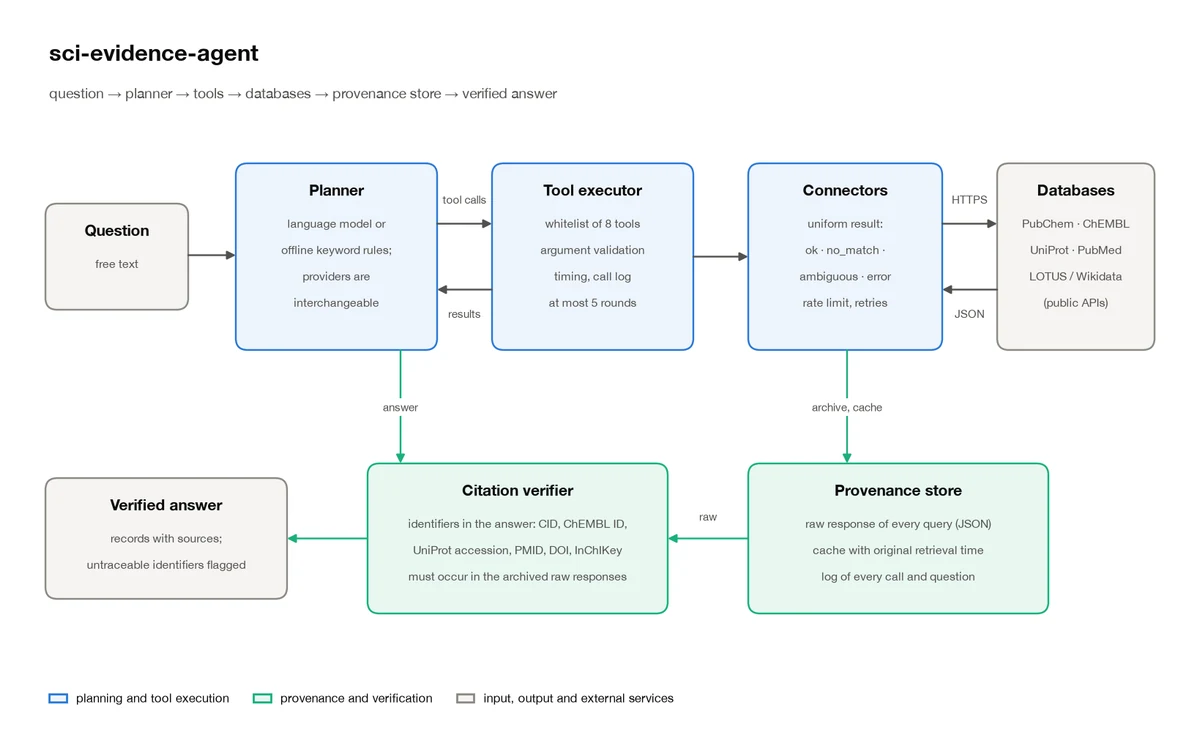 sci-evidence-agent
question → planner → tools → databases → provenance store → verified answer
Question
free text
Planner
language model or
offline keyword rules;
providers are
interchangeable
tool calls
results
Tool executor
whitelist of 8 tools
argument validation
timing, call log
at most 5 rounds
Connectors
uniform result:
ok · no_match ·
ambiguous · error
rate limit, retries
HTTPS
JSON
Databases
PubChem · ChEMBL
UniProt · PubMed
LOTUS / Wikidata
(public APIs)
answer
archive, cache
Verified answer
records with sources;
untraceable identifiers flagged
Citation verifier
identifiers in the answer: CID, ChEMBL ID,
UniProt accession, PMID, DOI, InChIKey
must occur in the archived raw responses
raw
Provenance store
raw response of every query (JSON)
cache with original retrieval time
log of every call and question
planning and tool execution
provenance and verification
input, output and external services